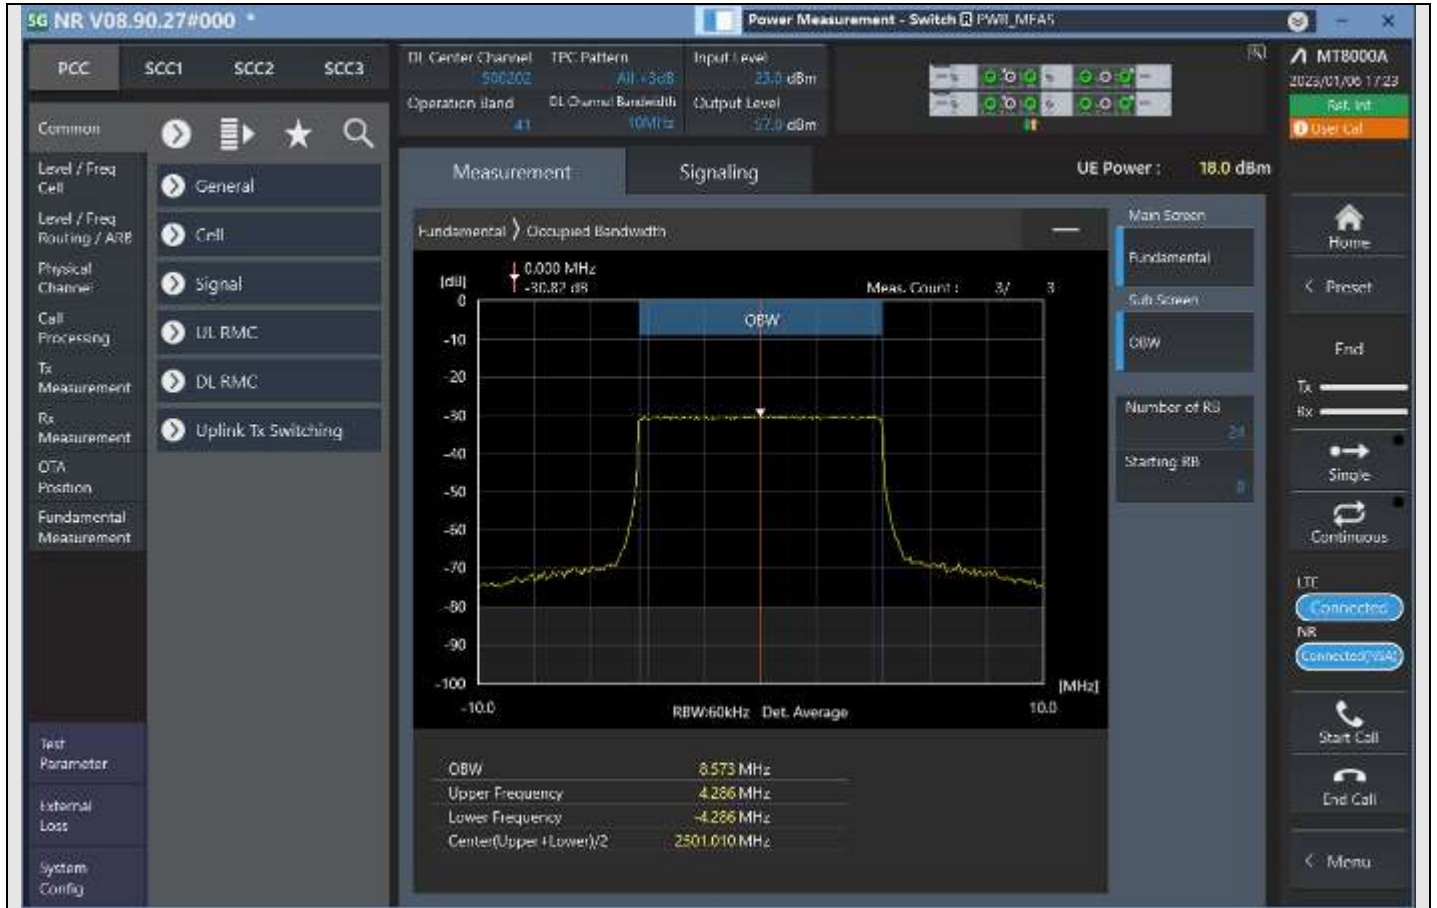 SG NR V08.90.27#000 *
Power Measurement - Switch R PWR_MEAS
PCC
SCC1
SCC2
SCC3
DL Center Channel
500202
TPC Pattern
All +3dB
Input Level
23.0 dBm
Operation Band
41
DL Channel Bandwidth
10MHz
Output Level
-57.0 dBm
MT8000A
2023/01/06 17:23
Ref. Int
User Cal
Common
Level / Freq
Cell
Level / Freq
Routing / ARB
Physical
Channel
Call
Processing
Tx
Measurement
Rx
Measurement
OTA
Position
Fundamental
Measurement
Test
Parameter
External
Loss
System
Config
General
Cell
Signal
UL RMC
DL RMC
Uplink Tx Switching
Measurement
Signaling
UE Power : 18.0 dBm
Fundamental > Occupied Bandwidth
[dB]
0.000 MHz
-30.82 dB
Meas. Count : 3/ 3
OBW
0
-10
-20
-30
-40
-50
-60
-70
-80
-90
-100
[MHz]
-10.0
RBW:60kHz Det. Average
10.0
OBW 8.573 MHz
Upper Frequency 4.286 MHz
Lower Frequency -4.286 MHz
Center(Upper+Lower)/2 2501.010 MHz
Main Screen
Fundamental
Sub Screen
OBW
Number of RB
24
Starting RB
0
Home
< Preset
End
Tx
Rx
Single
Continuous
LTE
Connected
NR
Connected(NSA)
Start Call
End Call
< Menu